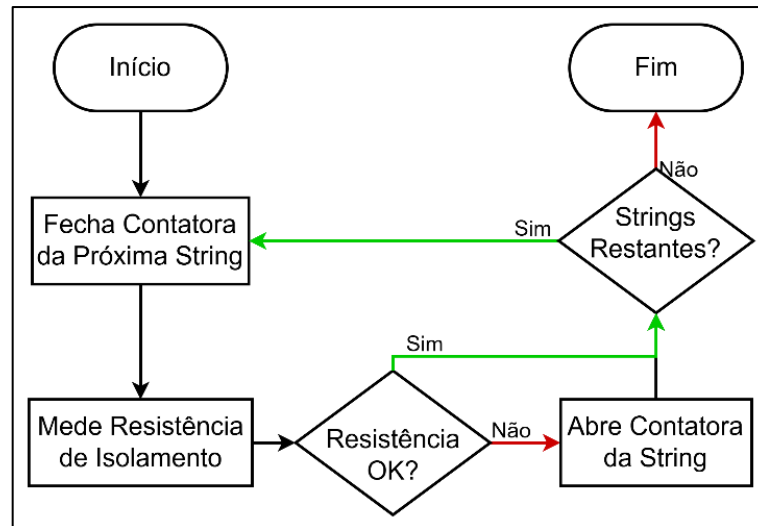 Início
Fim
Não
Fecha Contatora
da Próxima String
Sim
Strings
Restantes?
Sim
Mede Resistência
de Isolamento
Resistência
OK?
Não
Abre Contatora
da String